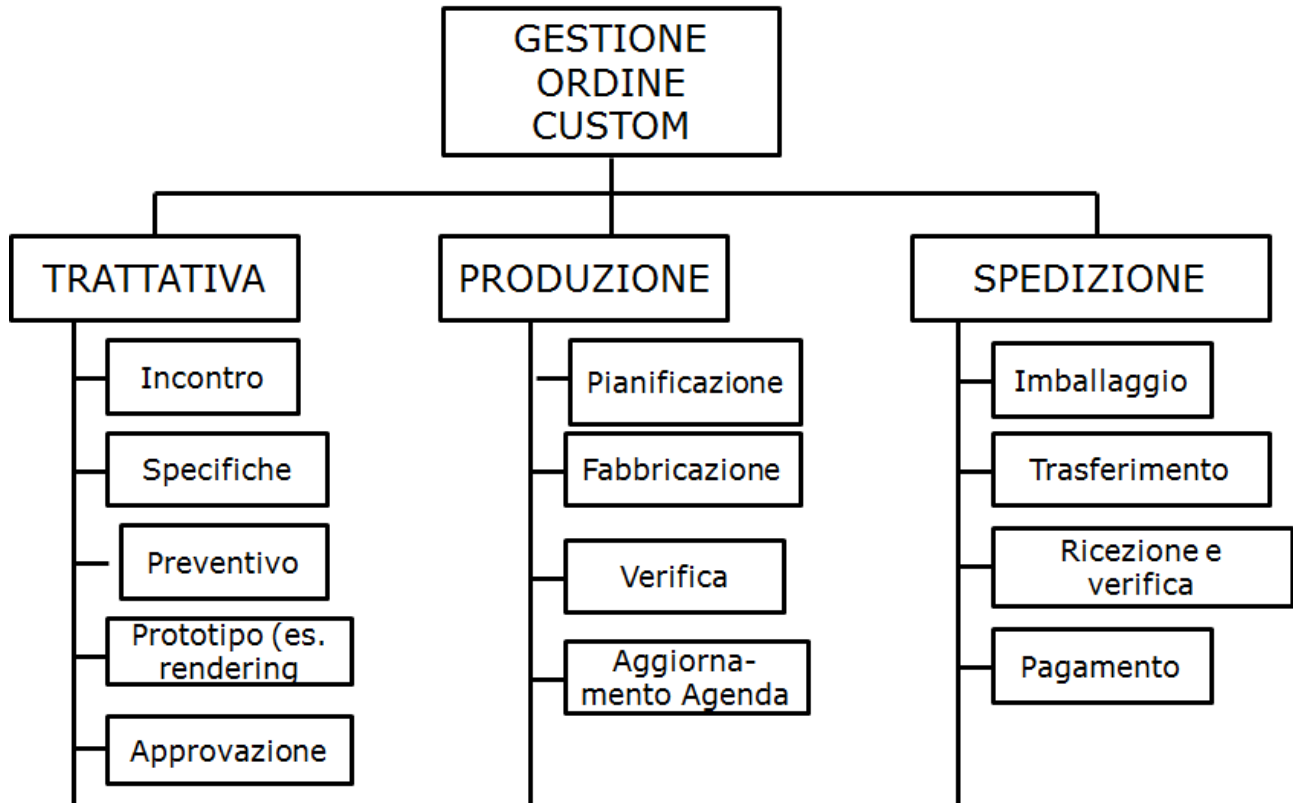 GESTIONE
ORDINE
CUSTOM
TRATTATIVA
Incontro
Specifiche
Preventivo
Prototipo (es.
rendering
Approvazione
PRODUZIONE
Pianificazione
Fabbricazione
Verifica
Aggiorna-
mento Agenda
SPEDIZIONE
Imballaggio
Trasferimento
Ricezione e
verifica
Pagamento